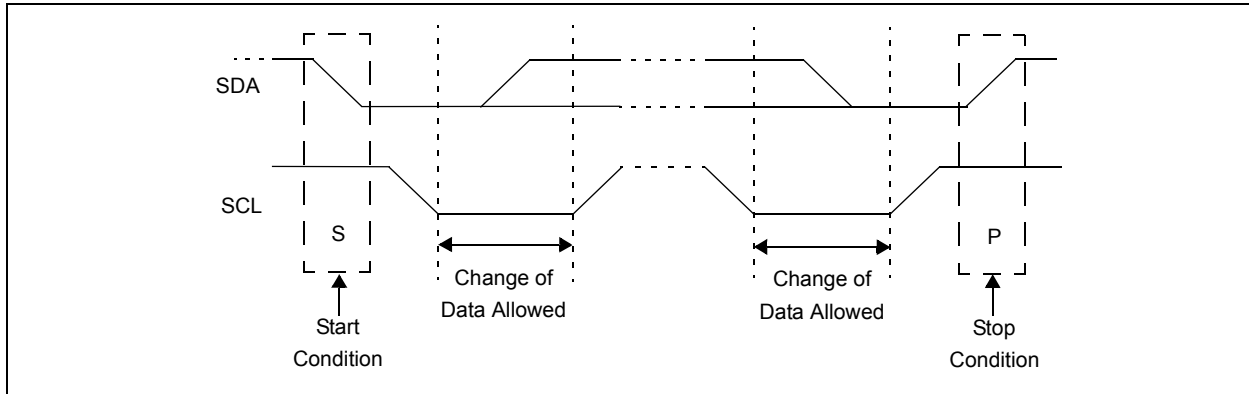 SDA
SCL
S
P
Change of
Data Allowed
Change of
Data Allowed
Start
Condition
Stop
Condition